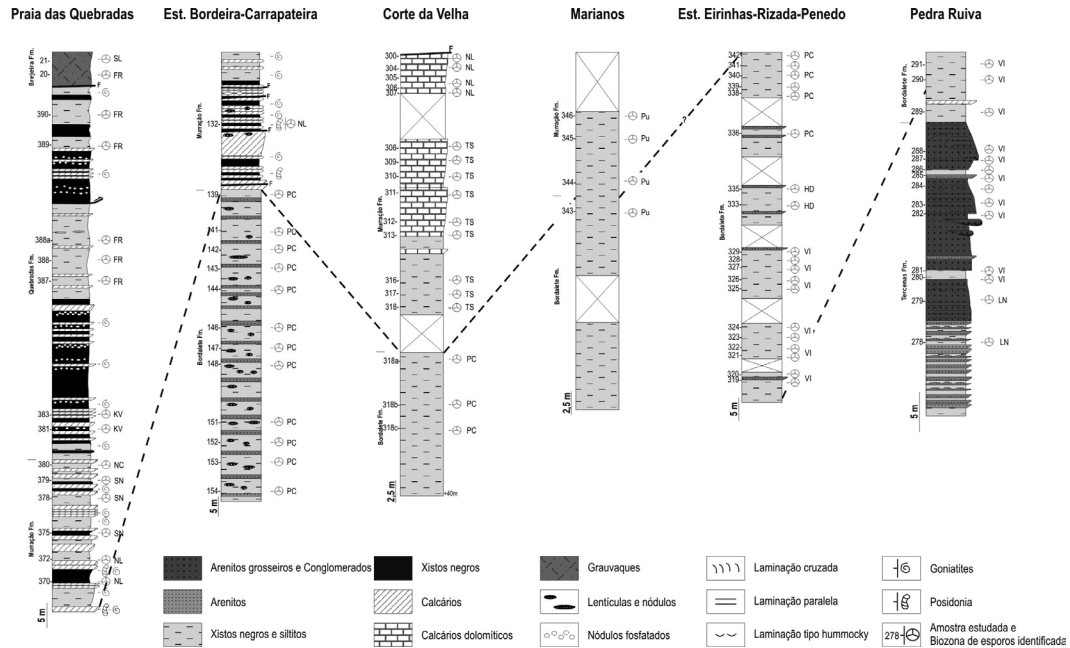 Praia das Quebradas
Est. Bordeira-Carrapateira
Corte da Velha
Marianos
Est. Eirinhas-Rizada-Penedo
Pedra Ruiva
Brejeira Fm.
21
SL
20
FR
F
390
FR
389
FR
Quebradas Fm.
388a
FR
388
FR
387
FR
383
KV
381
KV
Murração Fm.
380
NC
379
SN
378
SN
375
SN
372
NL
370
NL
5 m
Murração Fm.
F
F
132
NL
F
F
139
PC
Bordalete Fm.
141
PC
142
PC
143
PC
144
PC
146
PC
147
PC
148
PC
151
PC
152
PC
153
PC
154
PC
5 m
F
300
NL
304
305
NL
306
307
NL
Murração Fm.
308
TS
309
310
TS
311
312
TS
313
TS
316
TS
317
TS
318
TS
Bordalete Fm.
318a
PC
318b
PC
318c
PC
+40m
2,5 m
Murração Fm.
346
Pu
345
Pu
344
Pu
343
Pu
Bordalete Fm.
2,5 m
?
342
PC
341
340
PC
339
338
PC
336
PC
Bordalete Fm.
335
HD
333
HD
329
VI
328
327
VI
326
325
VI
324
VI
323
322
321
VI
320
319
VI
5 m
Bordalete Fm.
291
VI
290
VI
289
VI
Tercenas Fm.
288
VI
287
VI
286
285
VI
284
283
VI
282
VI
281
VI
280
VI
279
LN
278
LN
5 m
Arenitos grosseiros e Conglomerados
Xistos negros
Grauvaques
Laminação cruzada
Goniatites
Arenitos
Calcários
Lentículas e nódulos
Laminação paralela
Posidonia
Xistos negros e siltitos
Calcários dolomíticos
Nódulos fosfatados
Laminação tipo hummocky
278
Amostra estudada e
Biozona de esporos identificada